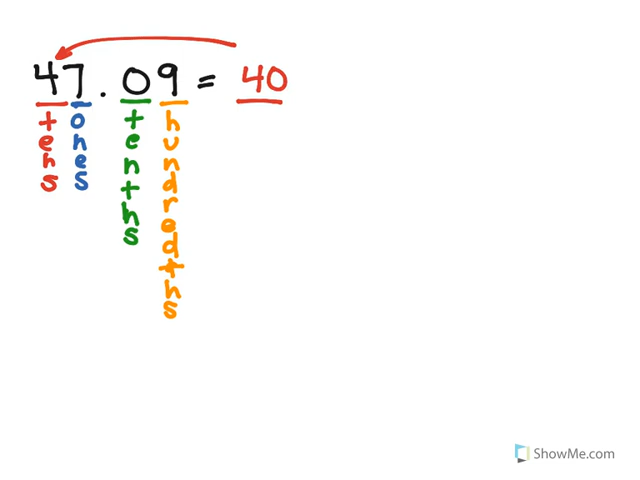 47.09 = 40
tens
ones
tenths
hundredths
ShowMe.com